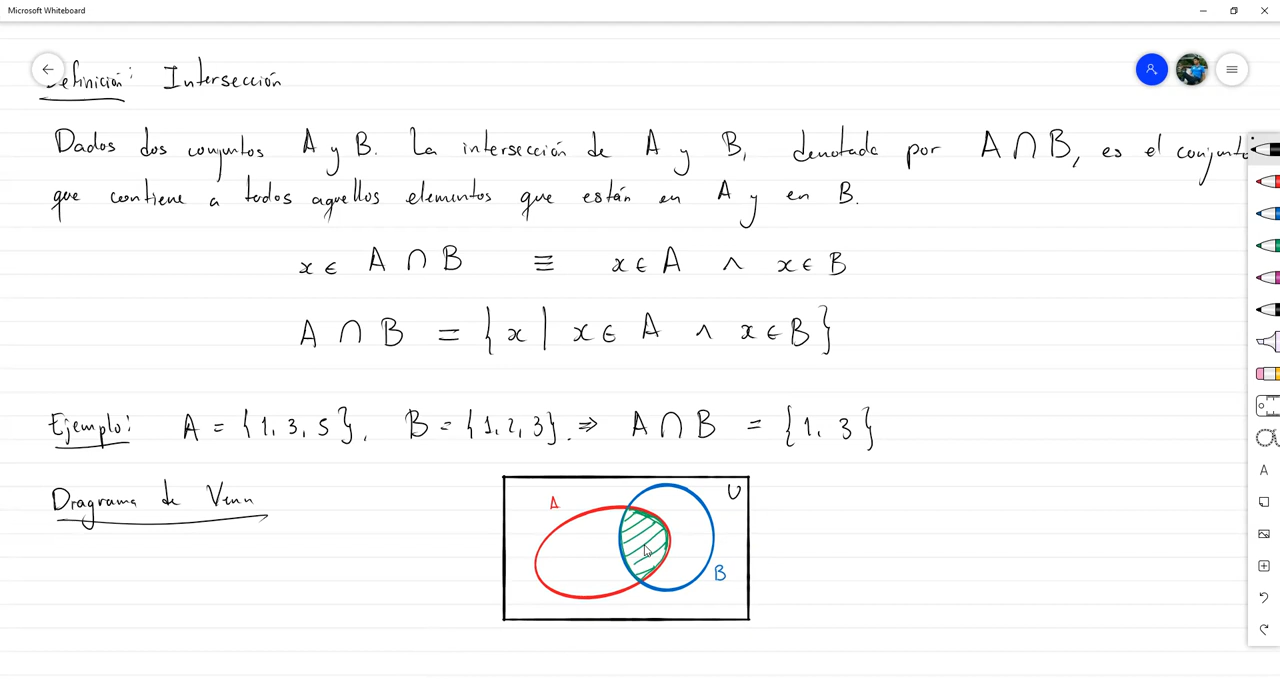 Microsoft Whiteboard
Definición: Intersección
Dados dos conjuntos A y B. La intersección de A y B, denotada por A ∩ B, es el conjunto
que contiene a todos aquellos elementos que están en A y en B.
x ∈ A ∩ B ≡ x ∈ A ∧ x ∈ B
A ∩ B = {x | x ∈ A ∧ x ∈ B}
Ejemplo: A = {1, 3, 5}, B = {1, 2, 3}, ⇒ A ∩ B = {1, 3}
Diagrama de Venn
A
U
B